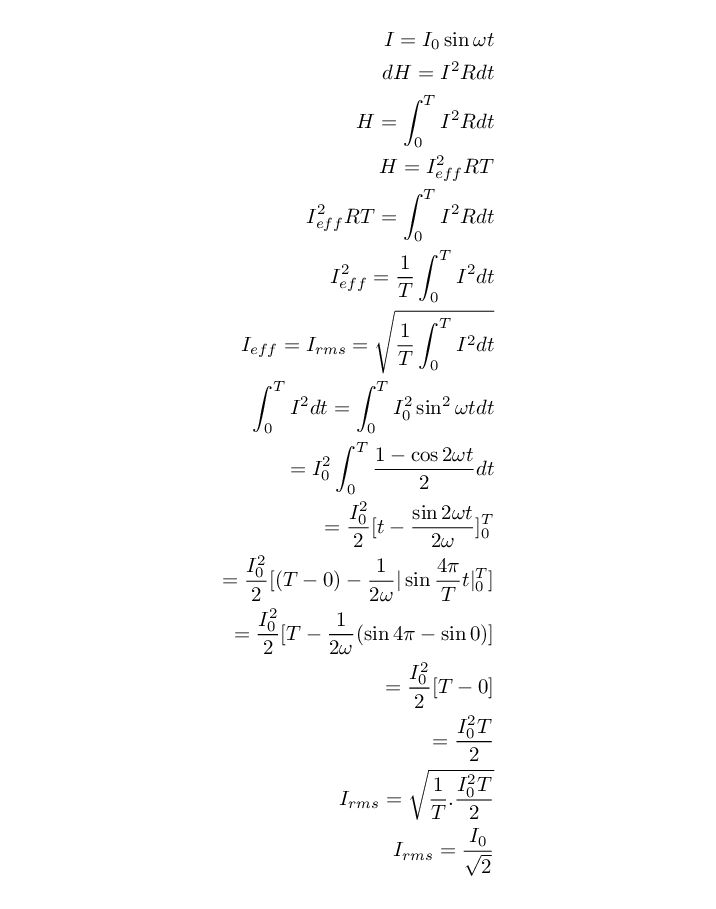 I = I_0 \sin \omega t
dH = I^2 R dt
H = \int_0^T I^2 R dt
H = I_{eff}^2 RT
I_{eff}^2 RT = \int_0^T I^2 R dt
I_{eff}^2 = \frac{1}{T} \int_0^T I^2 dt
I_{eff} = I_{rms} = \sqrt{\frac{1}{T} \int_0^T I^2 dt}
\int_0^T I^2 dt = \int_0^T I_0^2 \sin^2 \omega t dt
= I_0^2 \int_0^T \frac{1 - \cos 2\omega t}{2} dt
= \frac{I_0^2}{2} [t - \frac{\sin 2\omega t}{2\omega}]_0^T
= \frac{I_0^2}{2} [(T - 0) - \frac{1}{2\omega} | \sin \frac{4\pi}{T} t|_0^T]
= \frac{I_0^2}{2} [T - \frac{1}{2\omega} (\sin 4\pi - \sin 0)]
= \frac{I_0^2}{2} [T - 0]
= \frac{I_0^2 T}{2}
I_{rms} = \sqrt{\frac{1}{T} . \frac{I_0^2 T}{2}}
I_{rms} = \frac{I_0}{\sqrt{2}}